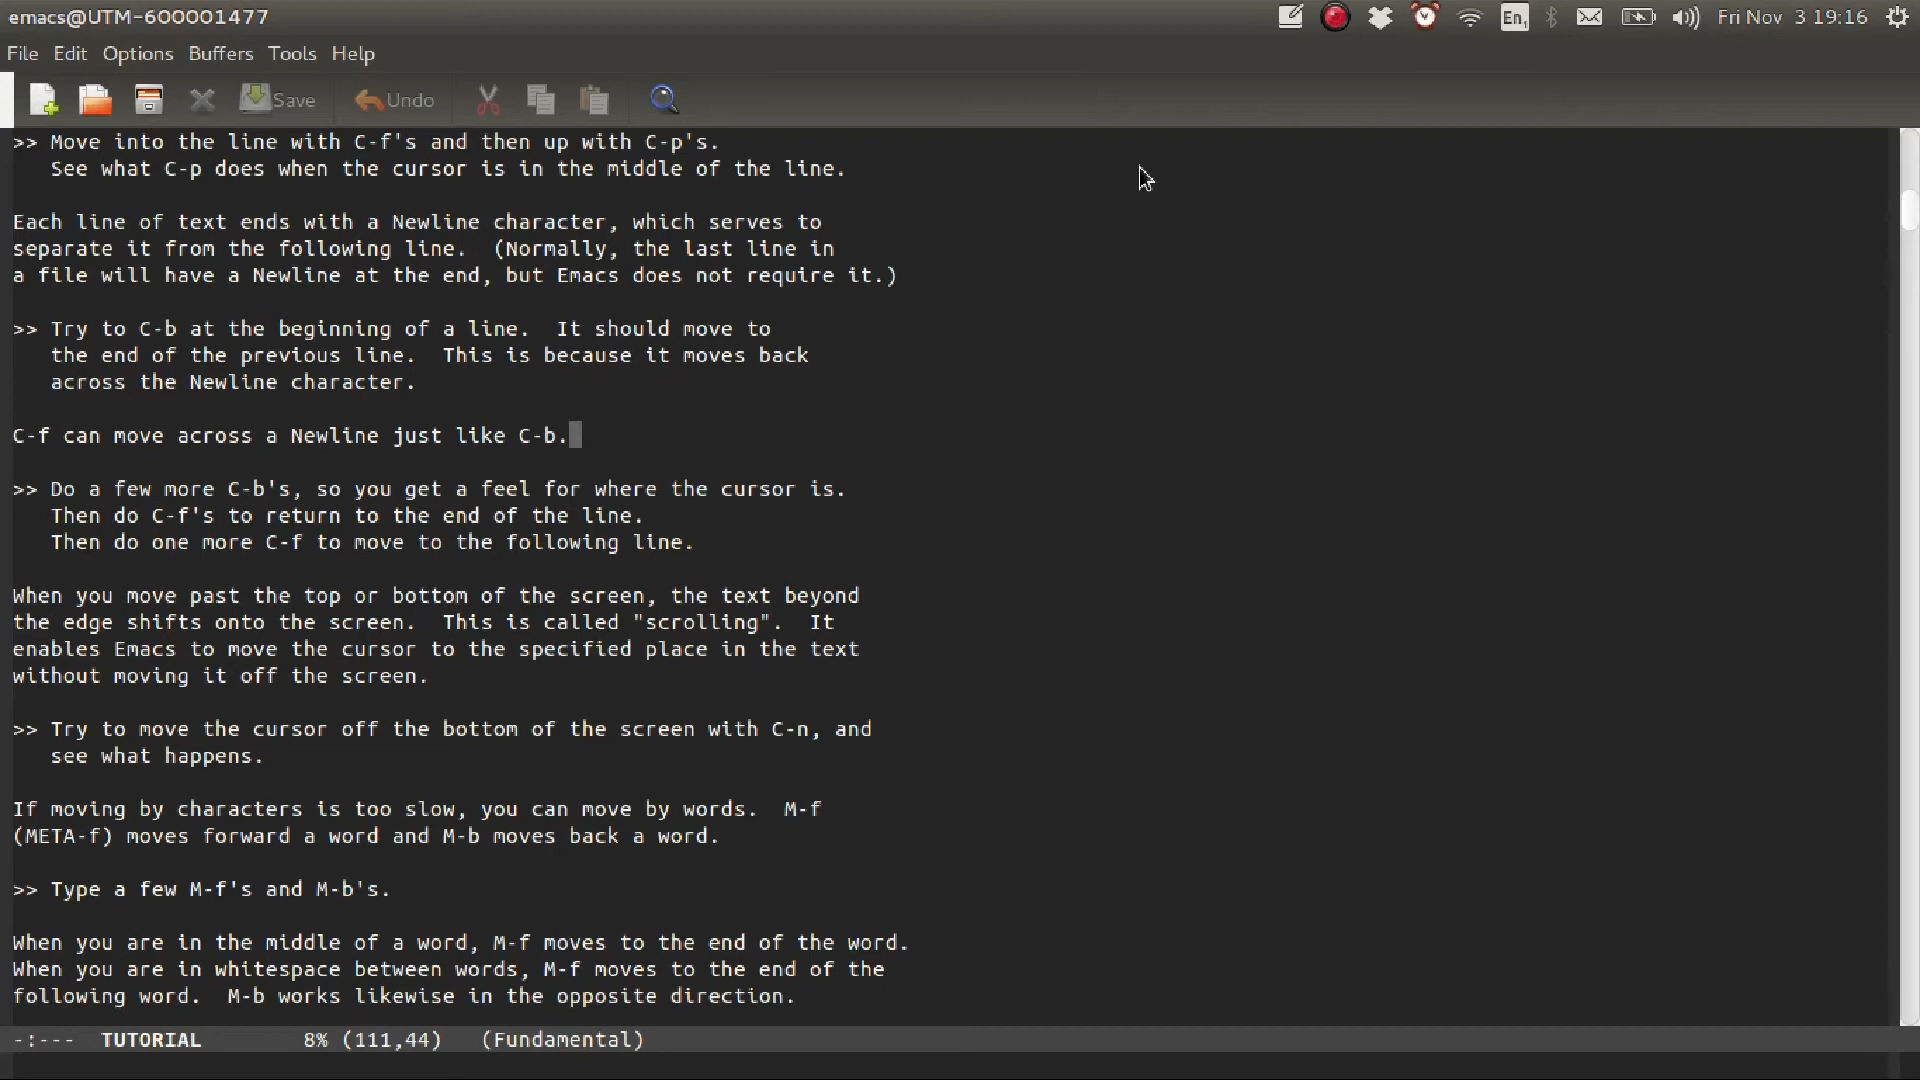 emacs@UTM-600001477
En1
Fri Nov 3 19:16
File Edit Options Buffers Tools Help
Save
Undo
>> Move into the line with C-f's and then up with C-p's.
See what C-p does when the cursor is in the middle of the line.
Each line of text ends with a Newline character, which serves to
separate it from the following line.  (Normally, the last line in
a file will have a Newline at the end, but Emacs does not require it.)
>> Try to C-b at the beginning of a line.  It should move to
the end of the previous line.  This is because it moves back
across the Newline character.
C-f can move across a Newline just like C-b.
>> Do a few more C-b's, so you get a feel for where the cursor is.
Then do C-f's to return to the end of the line.
Then do one more C-f to move to the following line.
When you move past the top or bottom of the screen, the text beyond
the edge shifts onto the screen.  This is called "scrolling".  It
enables Emacs to move the cursor to the specified place in the text
without moving it off the screen.
>> Try to move the cursor off the bottom of the screen with C-n, and
see what happens.
If moving by characters is too slow, you can move by words.  M-f
(META-f) moves forward a word and M-b moves back a word.
>> Type a few M-f's and M-b's.
When you are in the middle of a word, M-f moves to the end of the word.
When you are in whitespace between words, M-f moves to the end of the
following word.  M-b works likewise in the opposite direction.
-:---  TUTORIAL        8% (111,44)   (Fundamental)